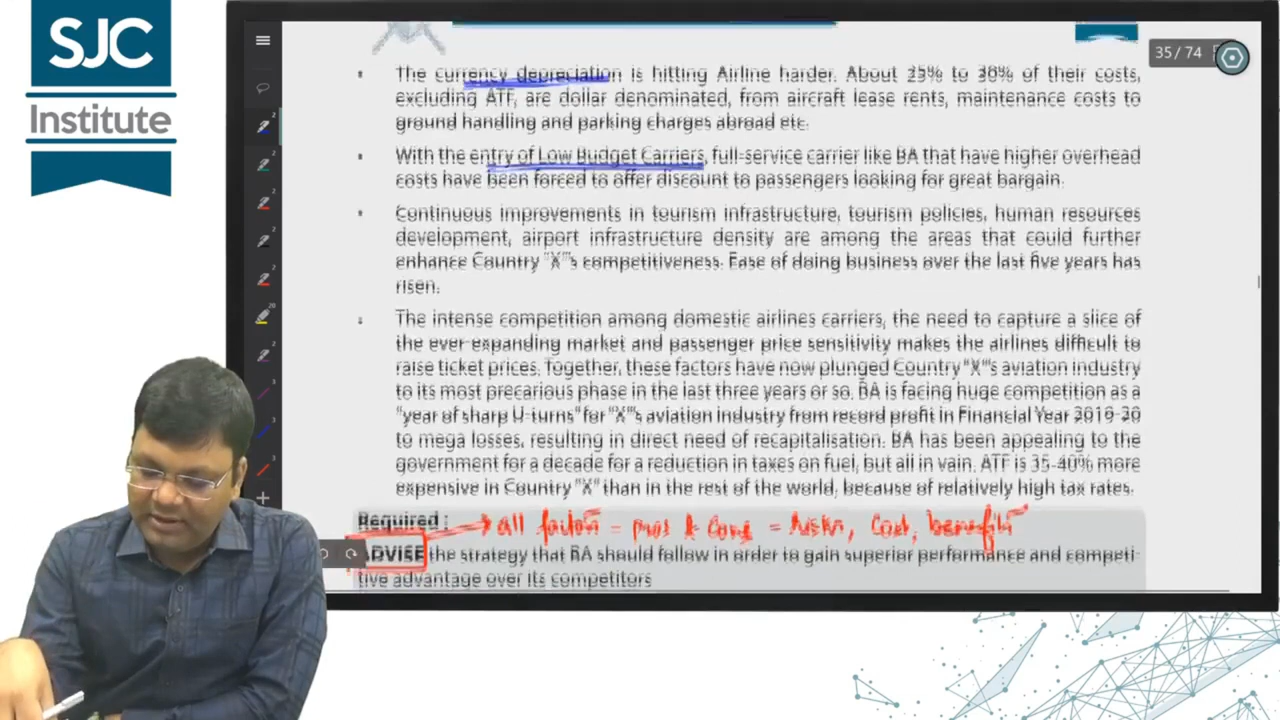 SJC
Institute
35 / 74
• The currency depreciation is hitting Airline harder. About 25% to 30% of their costs,
excluding ATF, are dollar denominated, from aircraft lease rents, maintenance costs to
ground handling and parking charges abroad etc.
• With the entry of Low Budget Carriers, full-service carrier like BA that have higher overhead
costs have been forced to offer discount to passengers looking for great bargain.
• Continuous improvements in tourism infrastructure, tourism policies, human resources
development, airport infrastructure density are among the areas that could further
enhance Country "X"'s competitiveness. Ease of doing business over the last five years has
risen.
• The intense competition among domestic airlines carriers, the need to capture a slice of
the ever expanding market and passenger price sensitivity makes the airlines difficult to
raise ticket prices. Together, these factors have now plunged Country "X"'s aviation industry
to its most precarious phase in the last three years or so. BA is facing huge competition as a
"year of sharp U-turns" for "X"'s aviation industry from record profit in Financial Year 2019-20
to mega losses, resulting in direct need of recapitalisation. BA has been appealing to the
government for a decade for a reduction in taxes on fuel, but all in vain. ATF is 35-40% more
expensive in Country "X" than in the rest of the world, because of relatively high tax rates.
Required :
all factors = pros & cons = risks, cost, benefits
ADVISE the strategy that BA should follow in order to gain superior performance and competi-
tive advantage over its competitors